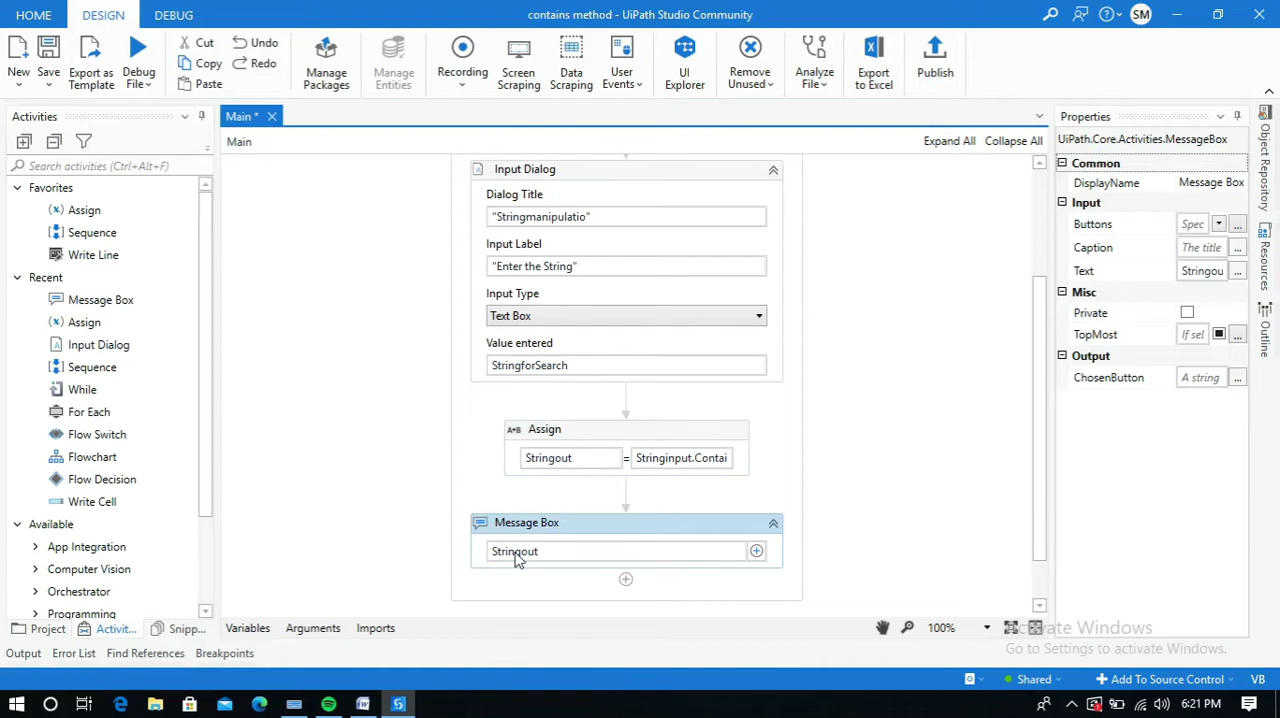 HOME
DESIGN
DEBUG
contains method - UiPath Studio Community
SM
New
Save
Export as Template
Debug File
Cut
Copy
Paste
Undo
Redo
Manage Packages
Manage Entities
Recording
Screen Scraping
Data Scraping
User Events
UI Explorer
Remove Unused
Analyze File
Export to Excel
Publish
Activities
Search activities (Ctrl+Alt+F)
Favorites
Assign
Sequence
Write Line
Recent
Message Box
Assign
Input Dialog
Sequence
While
For Each
Flow Switch
Flowchart
Flow Decision
Write Cell
Available
App Integration
Computer Vision
Orchestrator
Programming
Project
Activit...
Snipp...
Main *
Main
Expand All
Collapse All
Input Dialog
Dialog Title
"Stringmanipulatio"
Input Label
"Enter the String"
Input Type
Text Box
Value entered
StringforSearch
A+B Assign
Stringout = Stringinput.Contai
Message Box
Stringout
Variables
Arguments
Imports
100%
Properties
UiPath.Core.Activities.MessageBox
Common
DisplayName Message Box
Input
Buttons Spec ...
Caption The title ...
Text Stringou ...
Misc
Private
TopMost If sel ...
Output
ChosenButton A string ...
Object Repository
Resources
Outline
Activate Windows
Go to Settings to activate Windows.
Output
Error List
Find References
Breakpoints
Shared
Add To Source Control
VB
6:21 PM